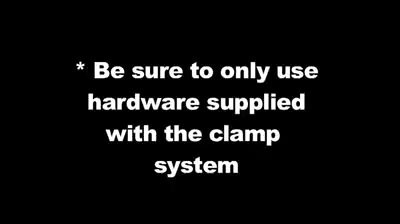 * Be sure to only use
hardware supplied
with the clamp
system